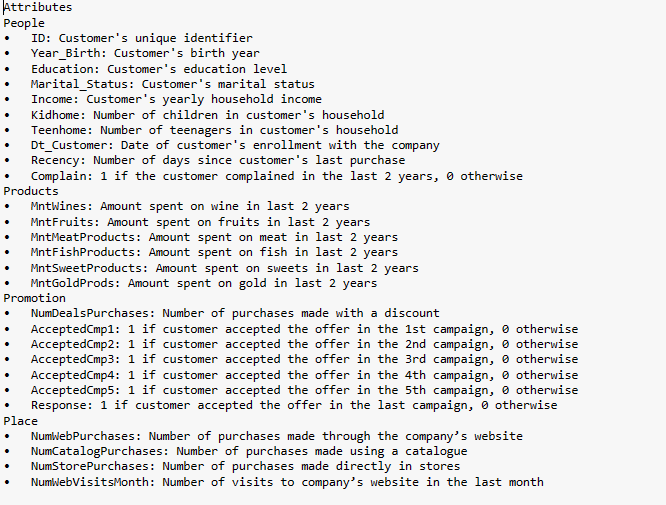 Attributes
People
• ID: Customer's unique identifier
• Year_Birth: Customer's birth year
• Education: Customer's education level
• Marital_Status: Customer's marital status
• Income: Customer's yearly household income
• Kidhome: Number of children in customer's household
• Teenhome: Number of teenagers in customer's household
• Dt_Customer: Date of customer's enrollment with the company
• Recency: Number of days since customer's last purchase
• Complain: 1 if the customer complained in the last 2 years, 0 otherwise
Products
• MntWines: Amount spent on wine in last 2 years
• MntFruits: Amount spent on fruits in last 2 years
• MntMeatProducts: Amount spent on meat in last 2 years
• MntFishProducts: Amount spent on fish in last 2 years
• MntSweetProducts: Amount spent on sweets in last 2 years
• MntGoldProds: Amount spent on gold in last 2 years
Promotion
• NumDealsPurchases: Number of purchases made with a discount
• AcceptedCmp1: 1 if customer accepted the offer in the 1st campaign, 0 otherwise
• AcceptedCmp2: 1 if customer accepted the offer in the 2nd campaign, 0 otherwise
• AcceptedCmp3: 1 if customer accepted the offer in the 3rd campaign, 0 otherwise
• AcceptedCmp4: 1 if customer accepted the offer in the 4th campaign, 0 otherwise
• AcceptedCmp5: 1 if customer accepted the offer in the 5th campaign, 0 otherwise
• Response: 1 if customer accepted the offer in the last campaign, 0 otherwise
Place
• NumWebPurchases: Number of purchases made through the company’s website
• NumCatalogPurchases: Number of purchases made using a catalogue
• NumStorePurchases: Number of purchases made directly in stores
• NumWebVisitsMonth: Number of visits to company’s website in the last month